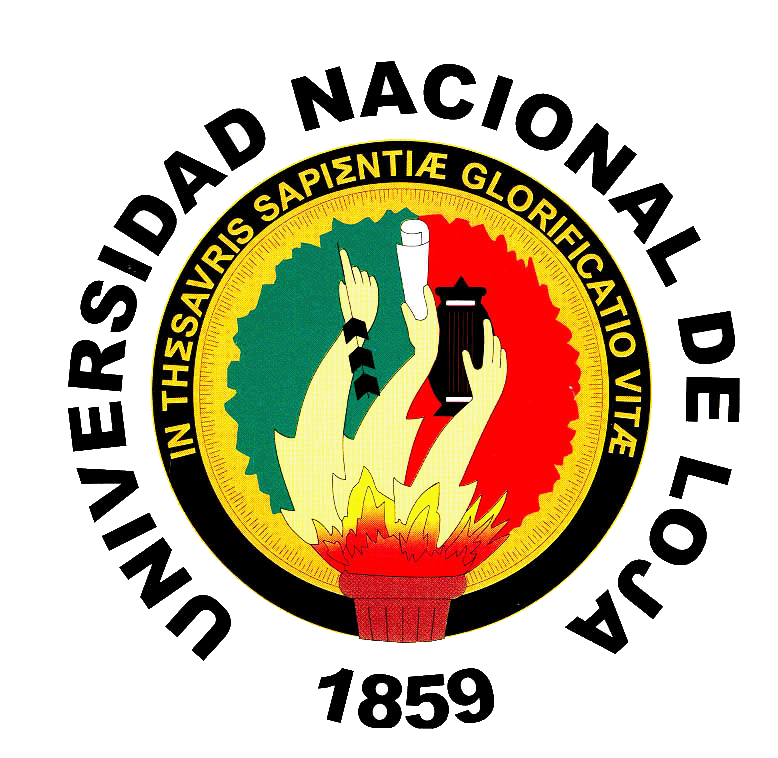 UNIVERSIDAD NACIONAL DE LOJA
IN THΣSAVRIS SAPIΣNTIÆ GLORIFICATIO VITÆ
1859